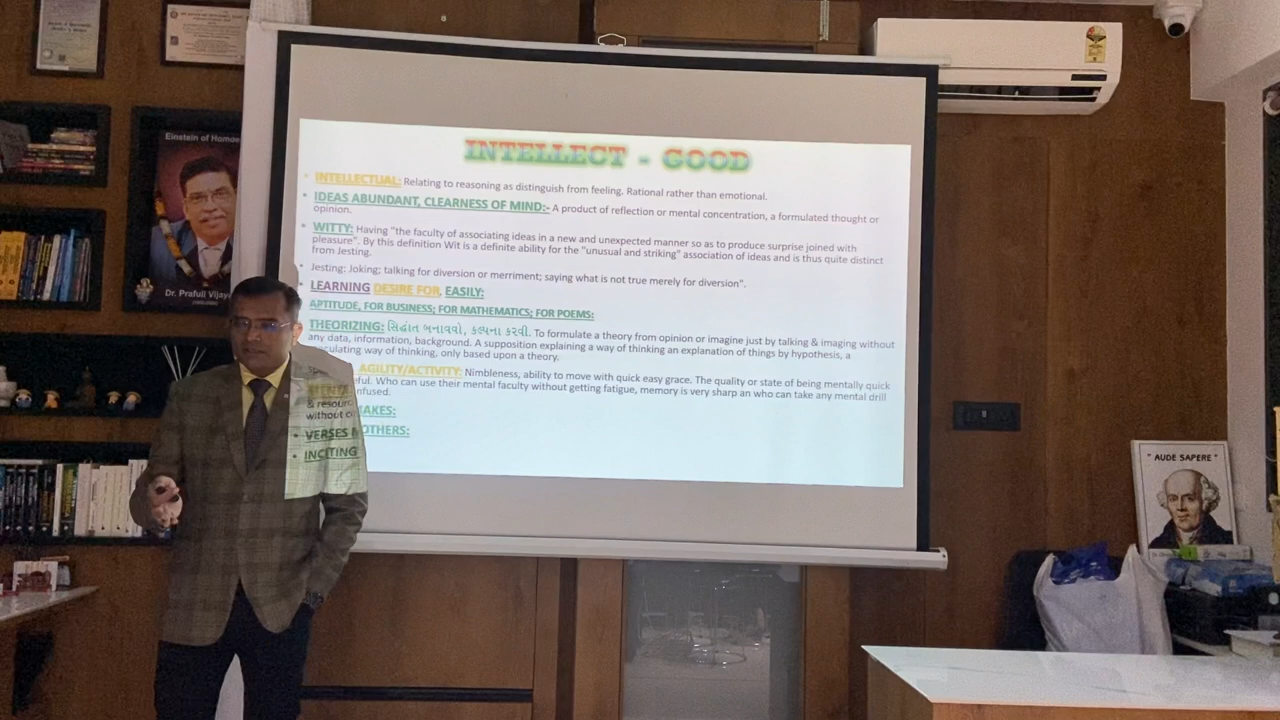 INTELLECT - GOOD
• INTELLECTUAL: Relating to reasoning as distinguish from feeling. Rational rather than emotional.
• IDEAS ABUNDANT, CLEARNESS OF MIND:- A product of reflection or mental concentration, a formulated thought or
opinion.
• WITTY: Having "the faculty of associating ideas in a new and unexpected manner so as to produce surprise joined with
pleasure". By this definition Wit is a definite ability for the "unusual and striking" association of ideas and is thus quite distinct
from Jesting.
• Jesting: Joking; talking for diversion or merriment; saying what is not true merely for diversion".
• LEARNING DESIRE FOR, EASILY:
APTITUDE, FOR BUSINESS; FOR MATHEMATICS; FOR POEMS:
THEORIZING: સિદ્ધાંત બનાવવો, કલ્પના કરવી. To formulate a theory from opinion or imagine just by talking & imaging without
any data, information, background. A supposition explaining a way of thinking an explanation of things by hypothesis, a
way of thinking, only based upon a theory.
AGILITY/ACTIVITY: Nimbleness, ability to move with quick easy grace. The quality or state of being mentally quick
& Who can use their mental faculty without getting fatigue, memory is very sharp an who can take any mental drill
without
• VERSES MAKES:
• INCITING OTHERS:
Einstein of
Dr. Prafull
" AUDE SAPERE "